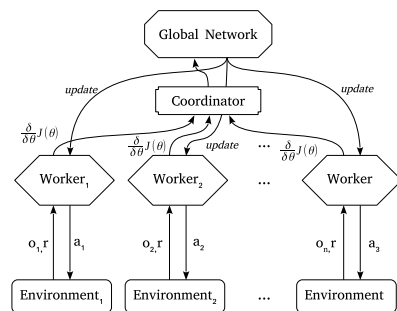 Global Network
update
update
Coordinator
δ/δθ J(θ)
δ/δθ J(θ)
update
...
δ/δθ J(θ)
Worker₁
Worker₂
...
Worker
o₁,r
a₁
o₂,r
a₂
oₙ,r
a₃
Environment₁
Environment₂
...
Environment